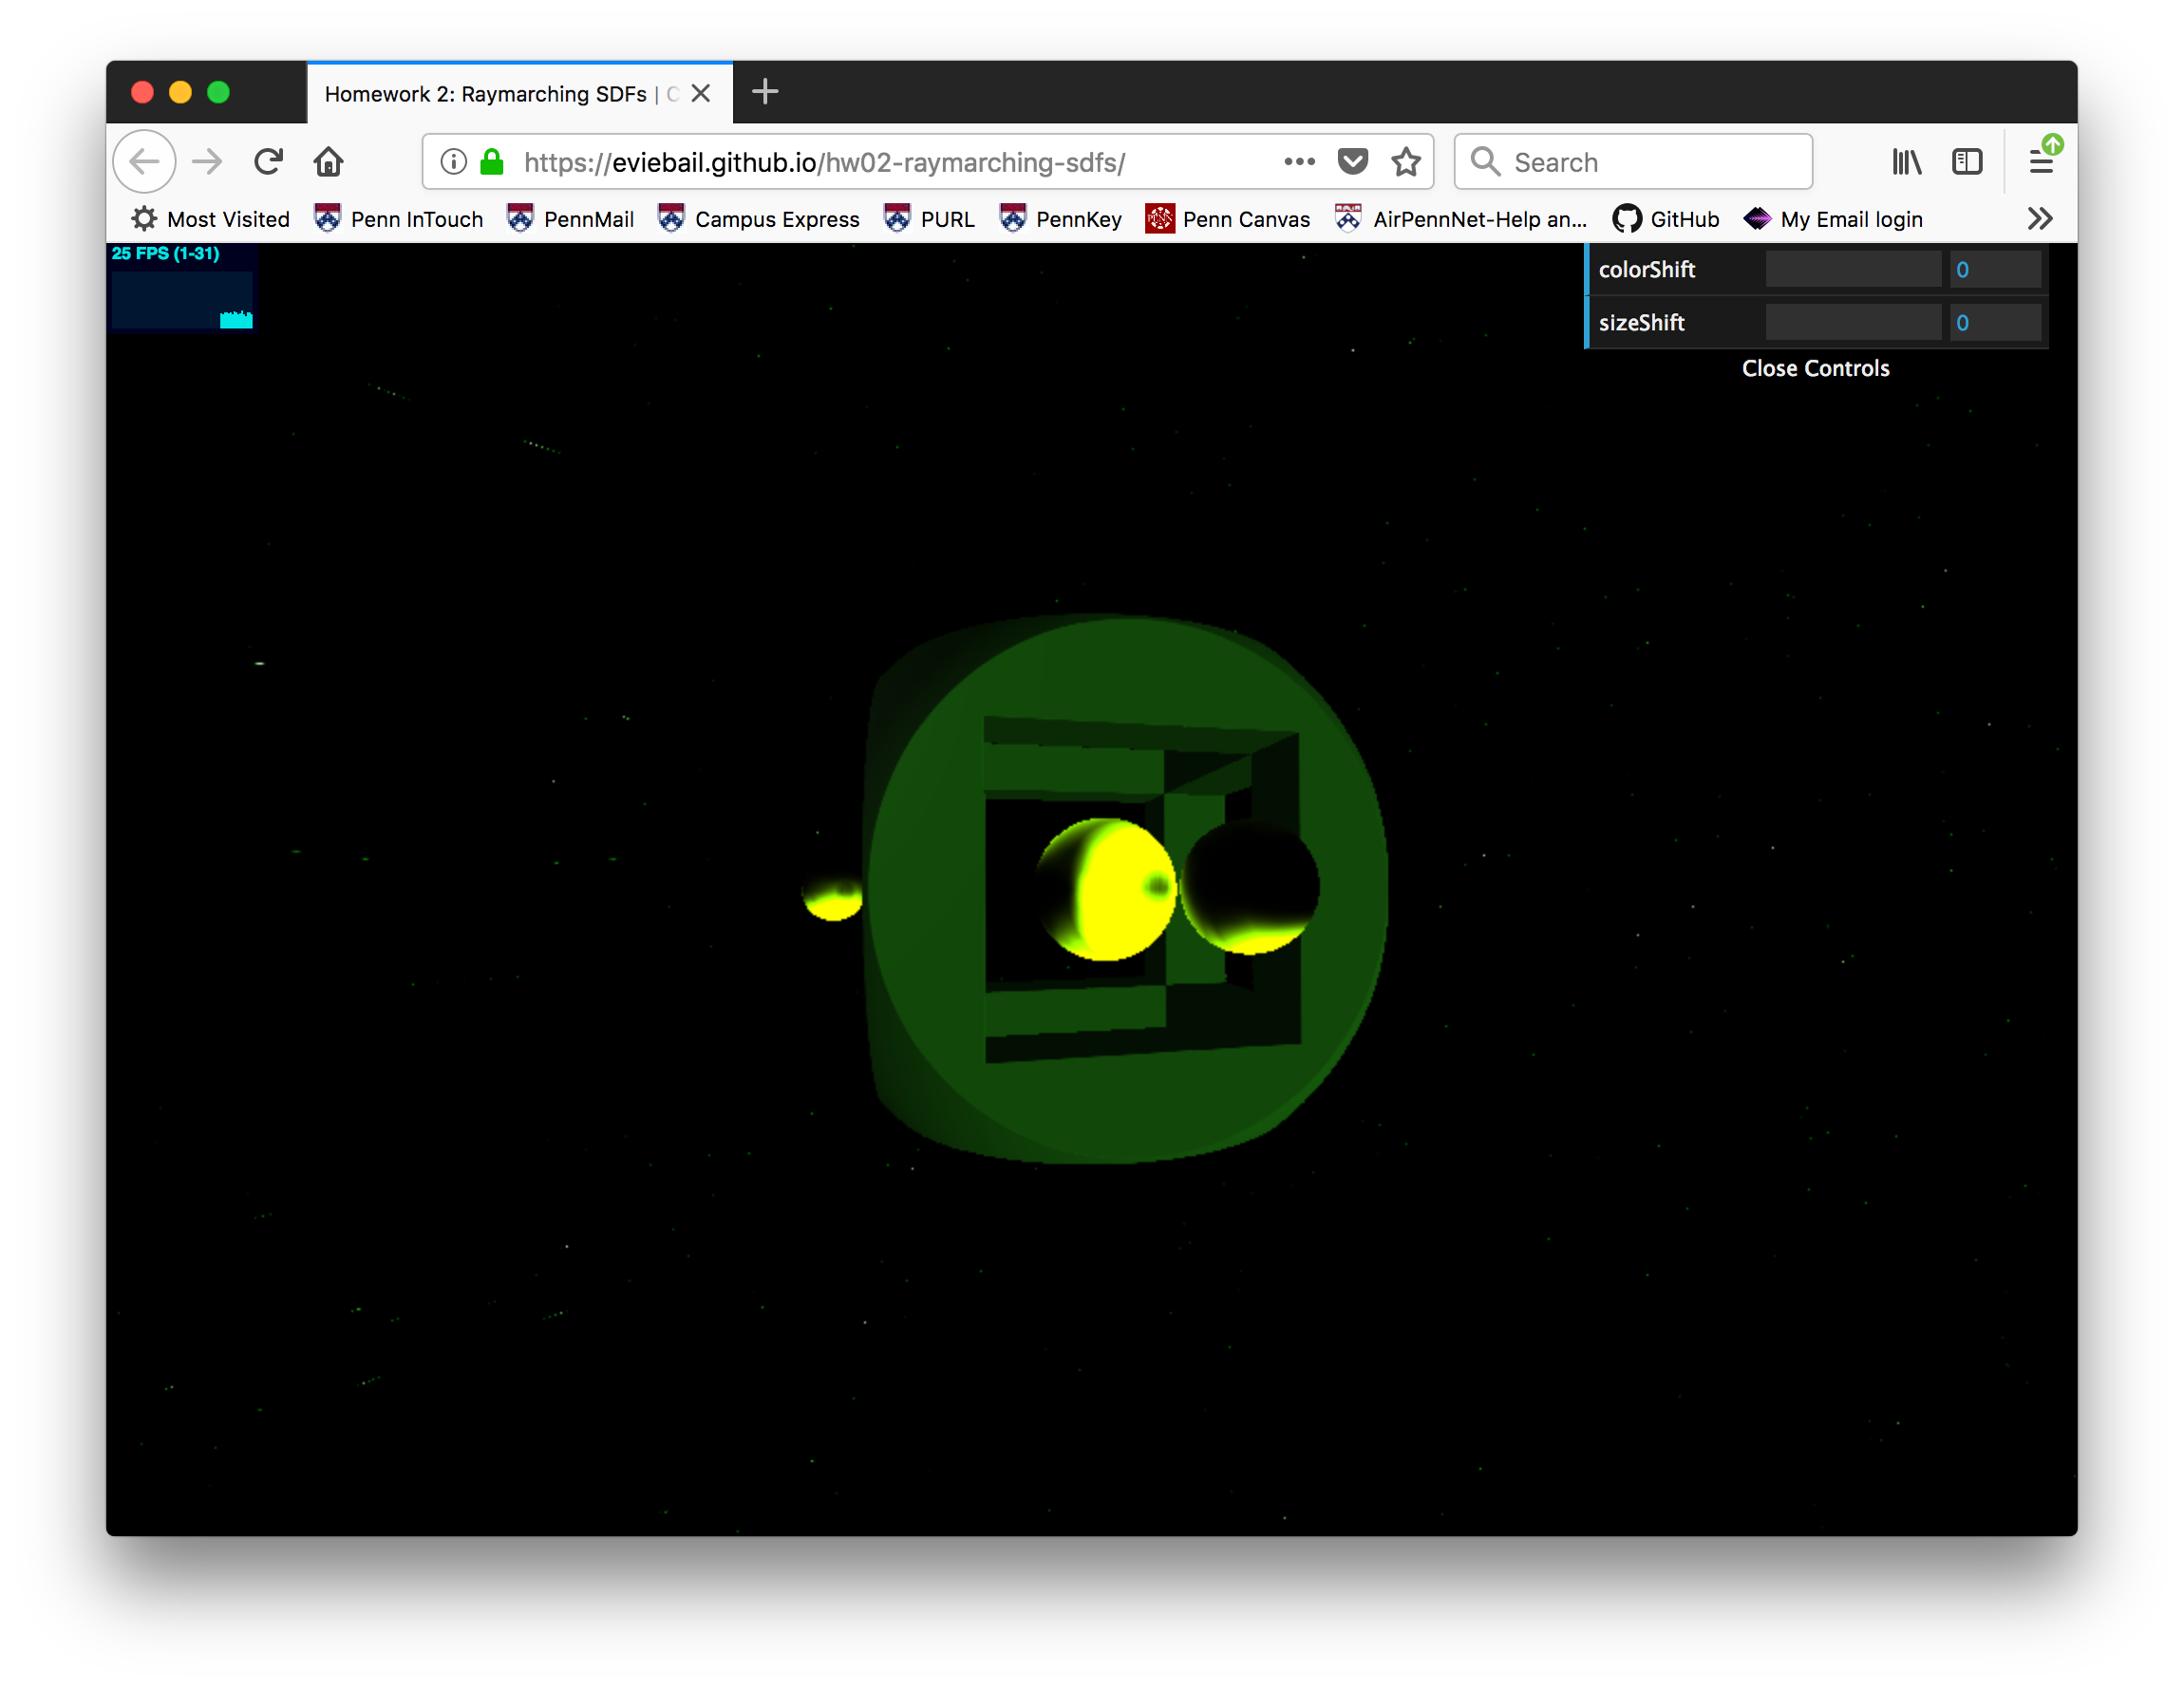 Homework 2: Raymarching SDFs | C
https://eviebail.github.io/hw02-raymarching-sdfs/
Search
Most Visited Penn InTouch PennMail Campus Express PURL PennKey Penn Canvas AirPennNet-Help an... GitHub My Email login
25 FPS (1-31)
colorShift 0
sizeShift 0
Close Controls